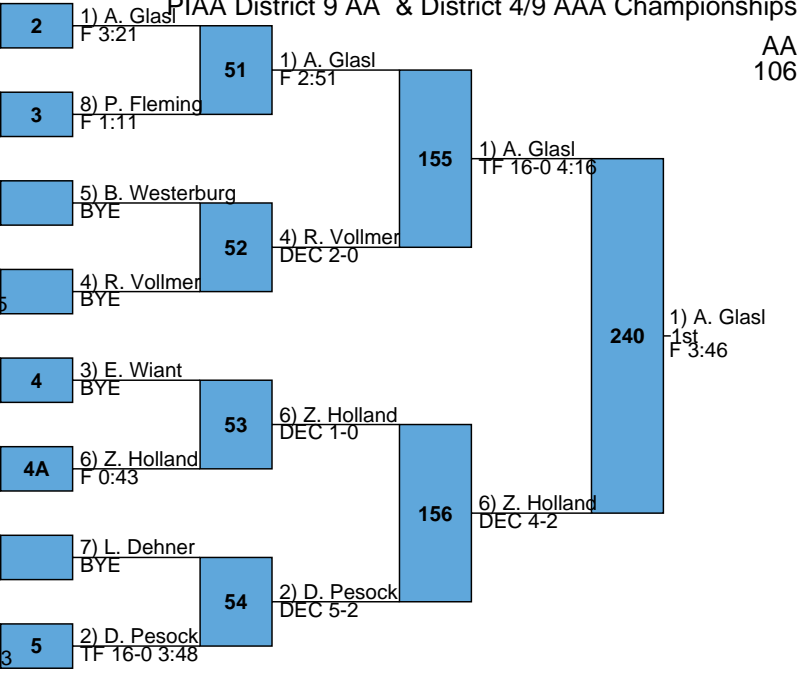 PIAA District 9 AA & District 4/9 AAA Championships
AA
106
2
1) A. Glasl
F 3:21
51
1) A. Glasl
F 2:51
3
8) P. Fleming
F 1:11
155
1) A. Glasl
TF 16-0 4:16
5) B. Westerburg
BYE
52
4) R. Vollmer
DEC 2-0
5
4) R. Vollmer
BYE
240
1) A. Glasl
1st
F 3:46
4
3) E. Wiant
BYE
53
6) Z. Holland
DEC 1-0
4A
6) Z. Holland
F 0:43
156
6) Z. Holland
DEC 4-2
7) L. Dehner
BYE
54
2) D. Pesock
DEC 5-2
3
5
2) D. Pesock
TF 16-0 3:48